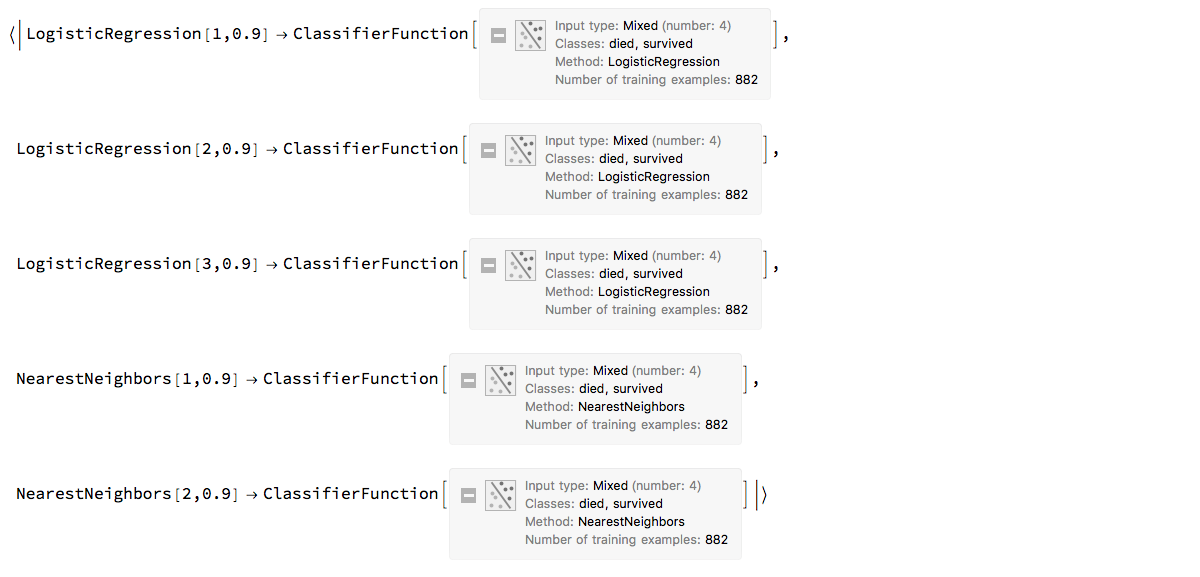 ⟨| LogisticRegression[1,0.9] → ClassifierFunction[ Input type: Mixed (number: 4)
Classes: died, survived
Method: LogisticRegression
Number of training examples: 882 ],
LogisticRegression[2,0.9] → ClassifierFunction[ Input type: Mixed (number: 4)
Classes: died, survived
Method: LogisticRegression
Number of training examples: 882 ],
LogisticRegression[3,0.9] → ClassifierFunction[ Input type: Mixed (number: 4)
Classes: died, survived
Method: LogisticRegression
Number of training examples: 882 ],
NearestNeighbors[1,0.9] → ClassifierFunction[ Input type: Mixed (number: 4)
Classes: died, survived
Method: NearestNeighbors
Number of training examples: 882 ],
NearestNeighbors[2,0.9] → ClassifierFunction[ Input type: Mixed (number: 4)
Classes: died, survived
Method: NearestNeighbors
Number of training examples: 882 ] |⟩